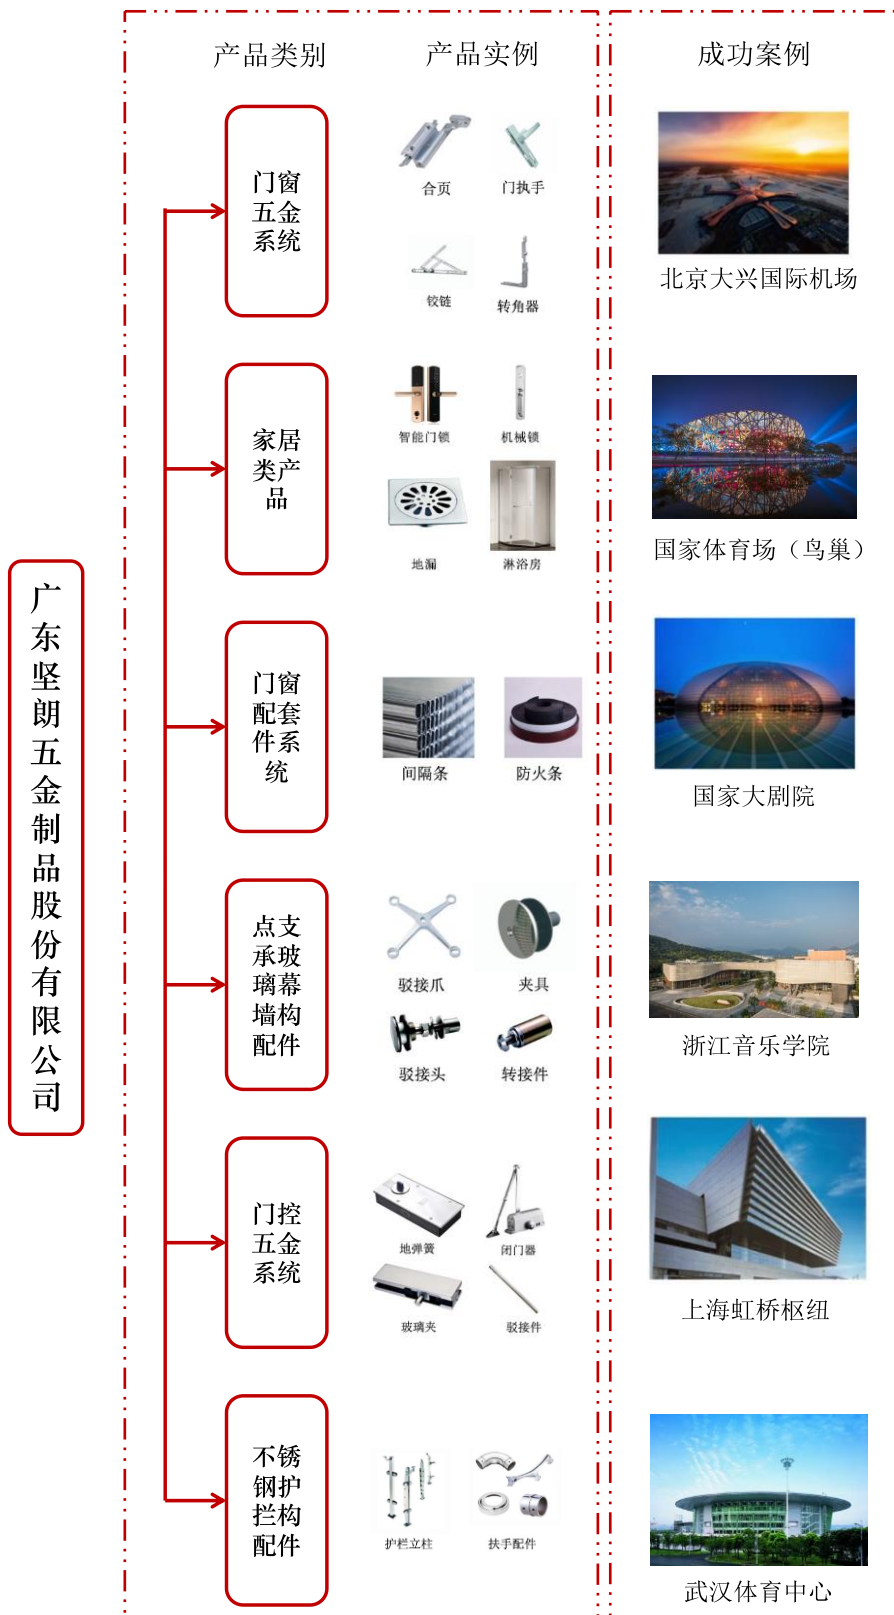 产品类别
产品实例
成功案例
广东坚朗五金制品股份有限公司
门窗
五金
系统
合页
门执手
铰链
转角器
北京大兴国际机场
家居
类产
品
智能门锁
机械锁
地漏
淋浴房
国家体育场（鸟巢）
门窗
配套
件系
统
间隔条
防火条
国家大剧院
点支
承玻
璃幕
墙构
配件
驳接爪
夹具
驳接头
转接件
浙江音乐学院
门控
五金
系统
地弹簧
闭门器
玻璃夹
驳接件
上海虹桥枢纽
不锈
钢护
拦构
配件
护栏立柱
扶手配件
武汉体育中心